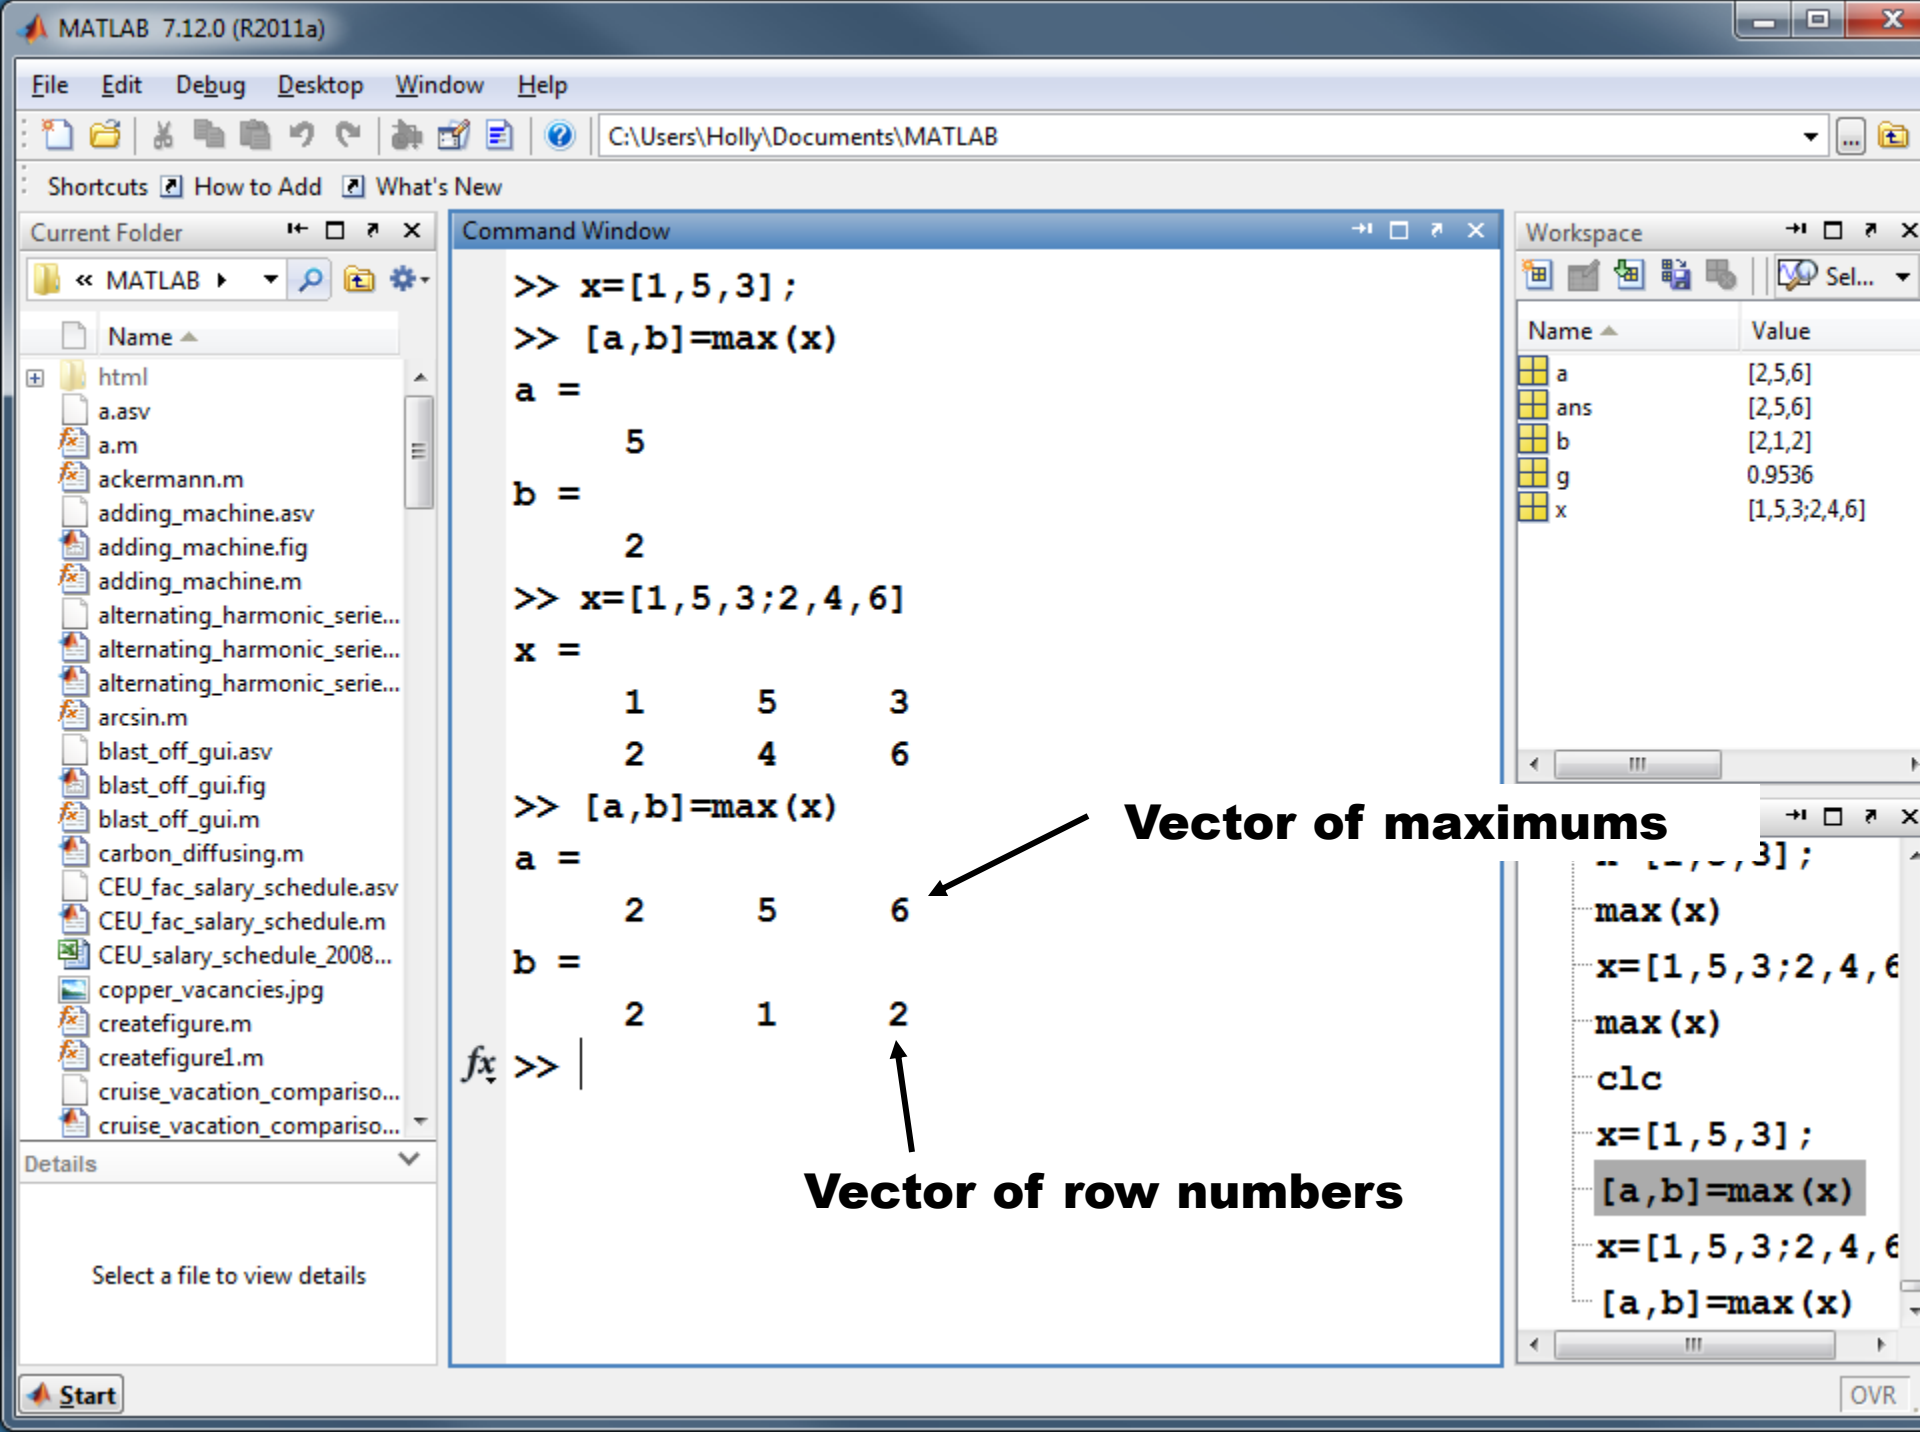 MATLAB 7.12.0 (R2011a)
File Edit Debug Desktop Window Help
C:\Users\Holly\Documents\MATLAB
Shortcuts How to Add What's New
Current Folder
« MATLAB
Name
html
a.asv
a.m
ackermann.m
adding_machine.asv
adding_machine.fig
adding_machine.m
alternating_harmonic_serie...
alternating_harmonic_serie...
alternating_harmonic_serie...
arcsin.m
blast_off_gui.asv
blast_off_gui.fig
blast_off_gui.m
carbon_diffusing.m
CEU_fac_salary_schedule.asv
CEU_fac_salary_schedule.m
CEU_salary_schedule_2008...
copper_vacancies.jpg
createfigure.m
createfigure1.m
cruise_vacation_compariso...
cruise_vacation_compariso...
Details
Select a file to view details
Command Window
>> x=[1,5,3];
>> [a,b]=max(x)
a =
5
b =
2
>> x=[1,5,3;2,4,6]
x =
1 5 3
2 4 6
>> [a,b]=max(x)
a =
2 5 6
b =
2 1 2
fx >>
Vector of maximums
Vector of row numbers
Workspace
Sel...
Name Value
a [2,5,6]
ans [2,5,6]
b [2,1,2]
g 0.9536
x [1,5,3;2,4,6]
max(x)
x=[1,5,3;2,4,6
max(x)
clc
x=[1,5,3];
[a,b]=max(x)
x=[1,5,3;2,4,6
[a,b]=max(x)
Start
OVR